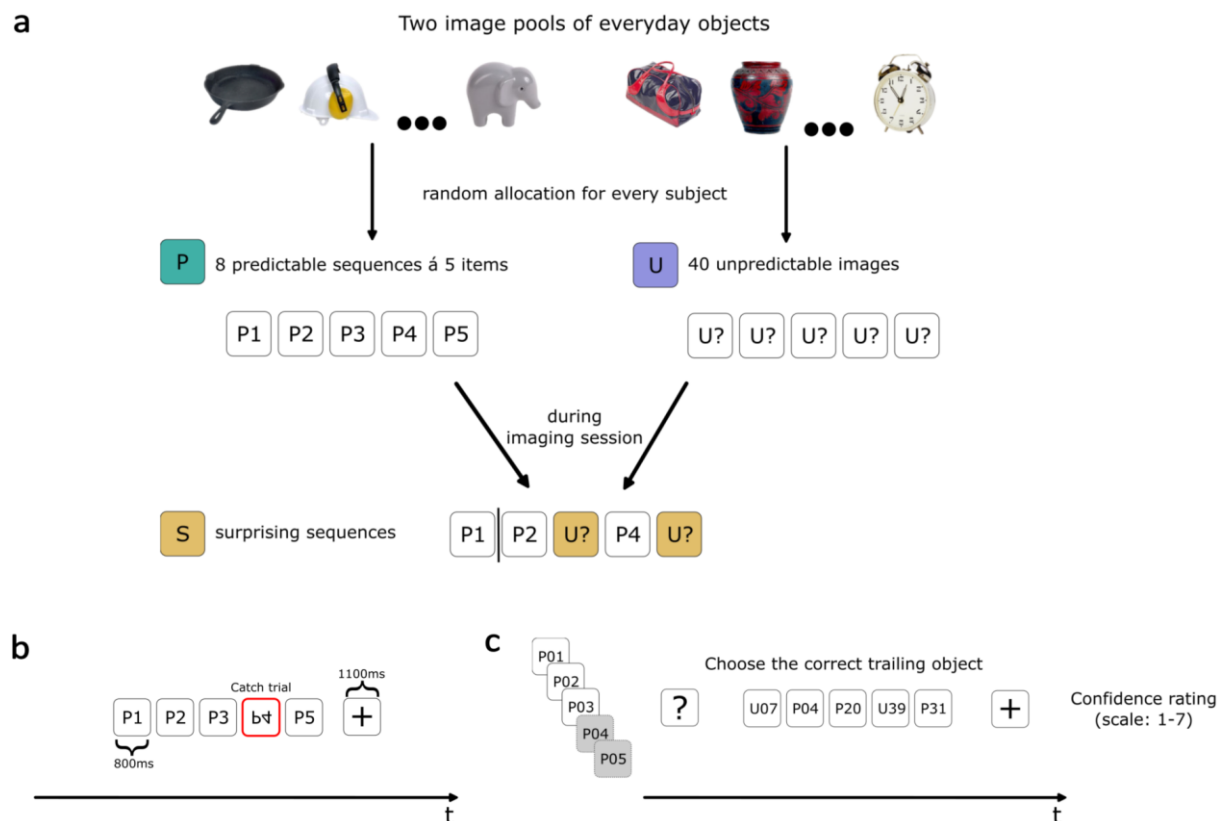 a
Two image pools of everyday objects
random allocation for every subject
P 8 predictable sequences á 5 items
U 40 unpredictable images
P1 P2 P3 P4 P5
U? U? U? U? U?
during
imaging session
S surprising sequences
P1 P2 U? P4 U?
b
Catch trial
1100ms
P1 P2 P3 P4 P5 +
800ms
t
c
P01
P02
P03
P04
P05
Choose the correct trailing object
? U07 P04 P20 U39 P31 +
Confidence rating
(scale: 1-7)
t